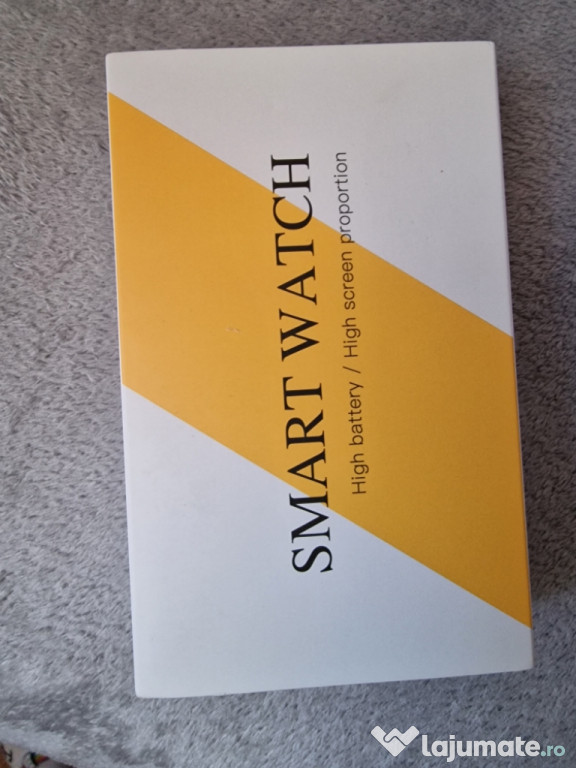 SMART WATCH
High battery / High screen proportion
lajumate.ro